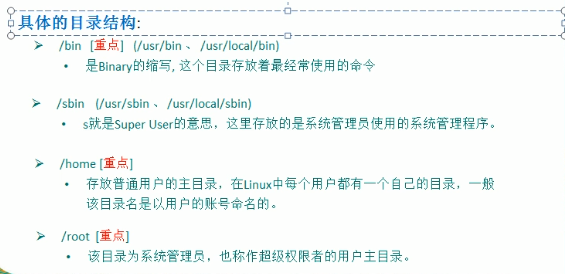 具体的目录结构:
/bin [重点] (/usr/bin 、 /usr/local/bin)
是Binary的缩写, 这个目录存放着最经常使用的命令
/sbin (/usr/sbin 、 /usr/local/sbin)
s就是Super User的意思，这里存放的是系统管理员使用的系统管理程序。
/home [重点]
存放普通用户的主目录，在Linux中每个用户都有一个自己的目录，一般
该目录名是以用户的账号命名的。
/root [重点]
该目录为系统管理员，也称作超级权限者的用户主目录。